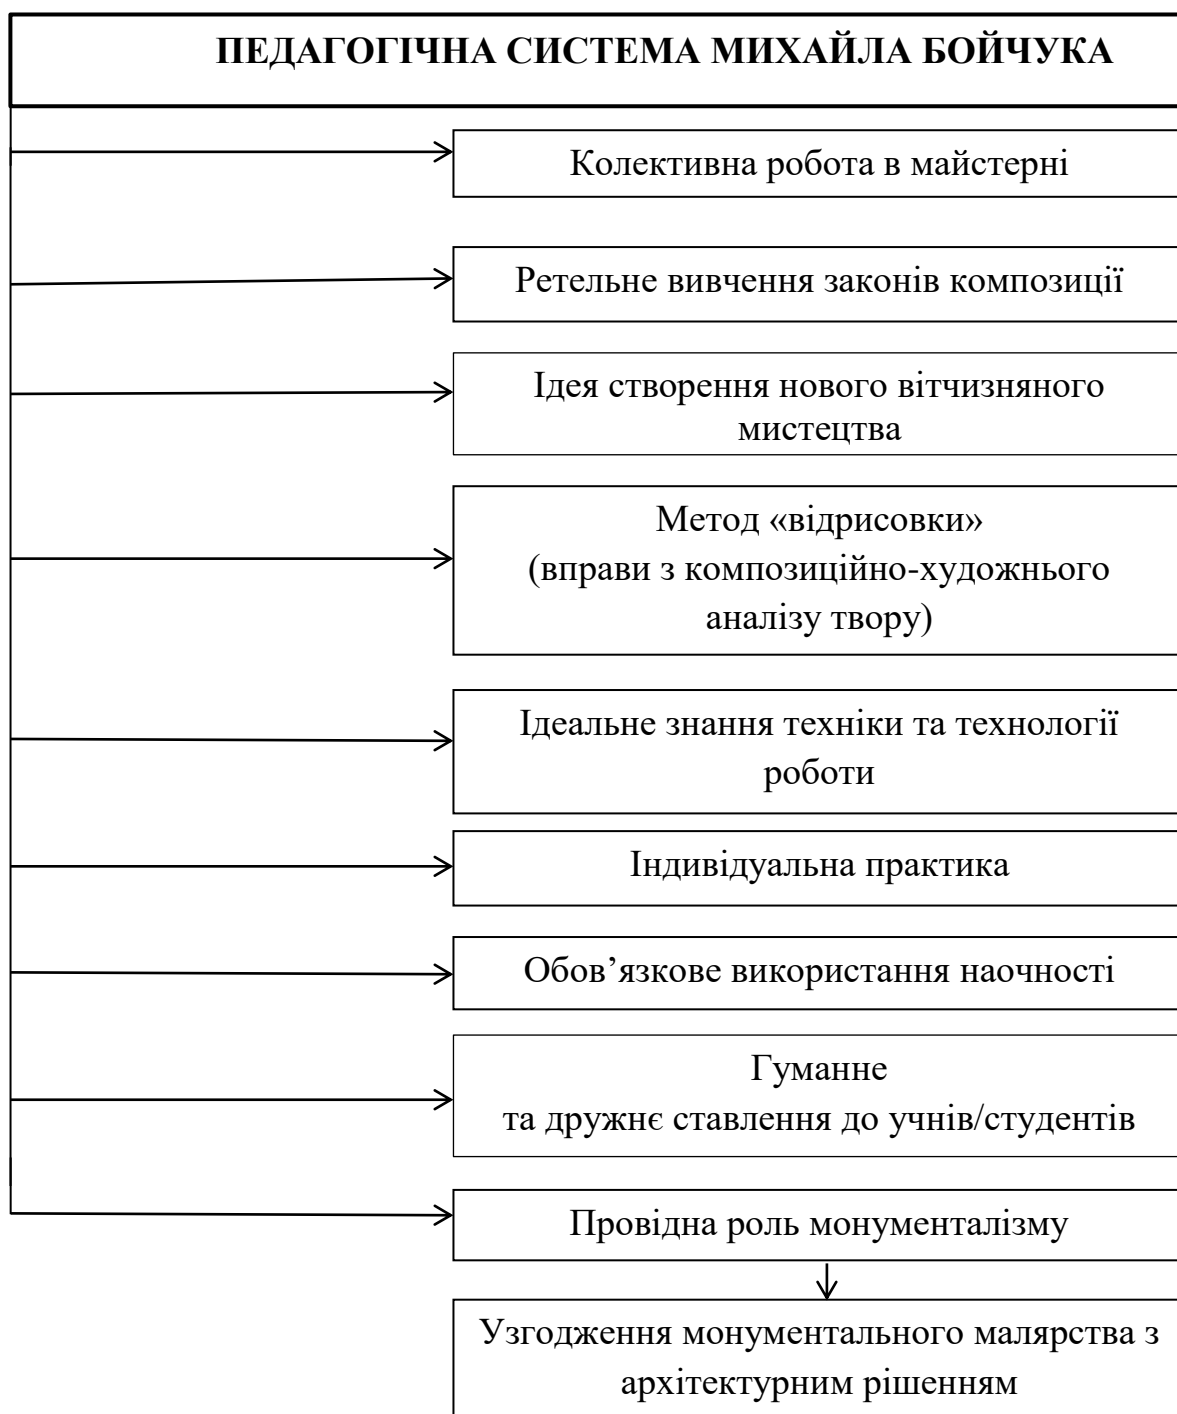 ПЕДАГОГІЧНА СИСТЕМА МИХАЙЛА БОЙЧУКА
Колективна робота в майстерні
Ретельне вивчення законів композиції
Ідея створення нового вітчизняного
мистецтва
Метод «відрисовки»
(вправи з композиційно-художнього
аналізу твору)
Ідеальне знання техніки та технології
роботи
Індивідуальна практика
Обов’язкове використання наочності
Гуманне
та дружнє ставлення до учнів/студентів
Провідна роль монументалізму
Узгодження монументального малярства з
архітектурним рішенням